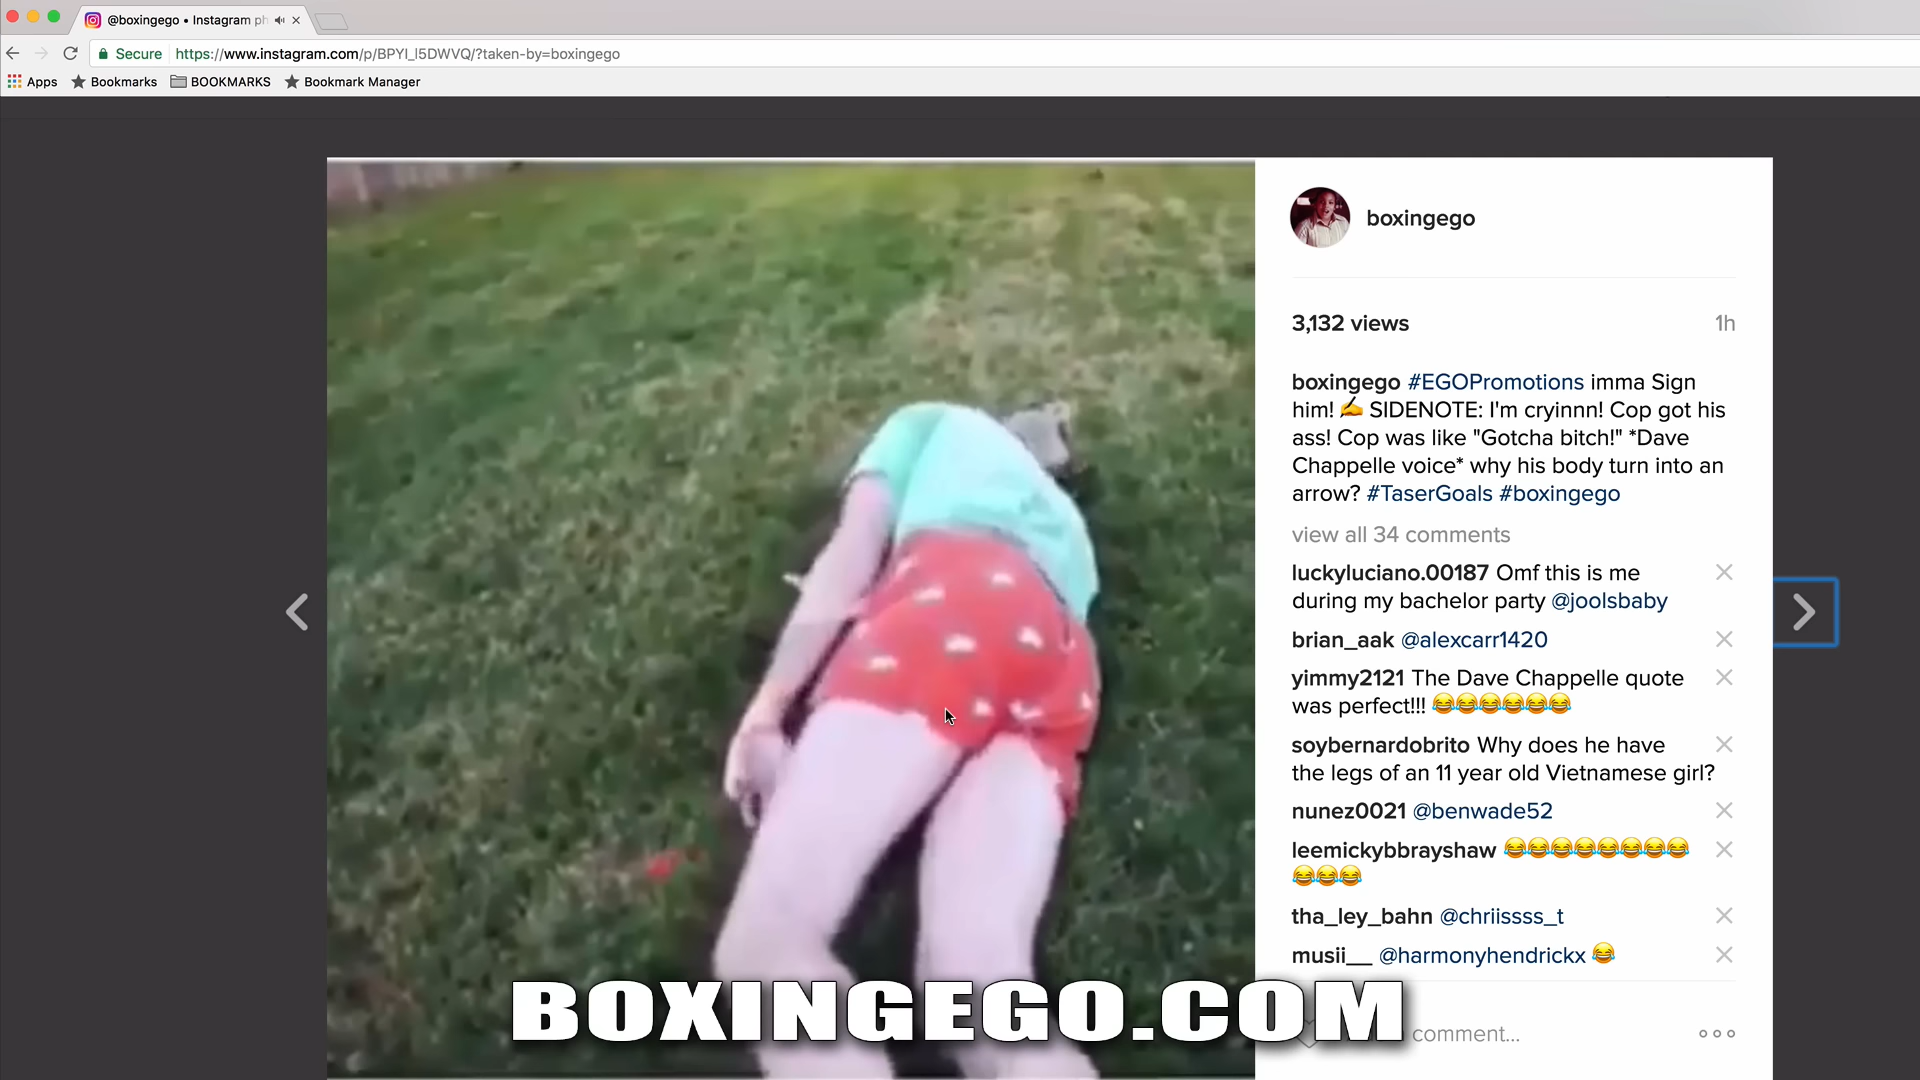 @boxingego • Instagram ph
Secure https://www.instagram.com/p/BPYI_l5DWVQ/?taken-by=boxingego
Apps Bookmarks BOOKMARKS Bookmark Manager
boxingego
3,132 views 1h
boxingego #EGOPromotions imma Sign
him! ✍️ SIDENOTE: I'm cryinnn! Cop got his
ass! Cop was like "Gotcha bitch!" *Dave
Chappelle voice* why his body turn into an
arrow? #TaserGoals #boxingego
view all 34 comments
luckyluciano.00187 Omf this is me
during my bachelor party @joolsbaby
brian_aak @alexcarr1420
yimmy2121 The Dave Chappelle quote
was perfect!!! 😂😂😂😂😂😂
soybernardobrito Why does he have
the legs of an 11 year old Vietnamese girl?
nunez0021 @benwade52
leemickybbrayshaw 😂😂😂😂😂😂😂😂
😂😂😂
tha_ley_bahn @chriissss_t
musii__ @harmonyhendrickx 😂
comment...
BOXINGEGO.COM